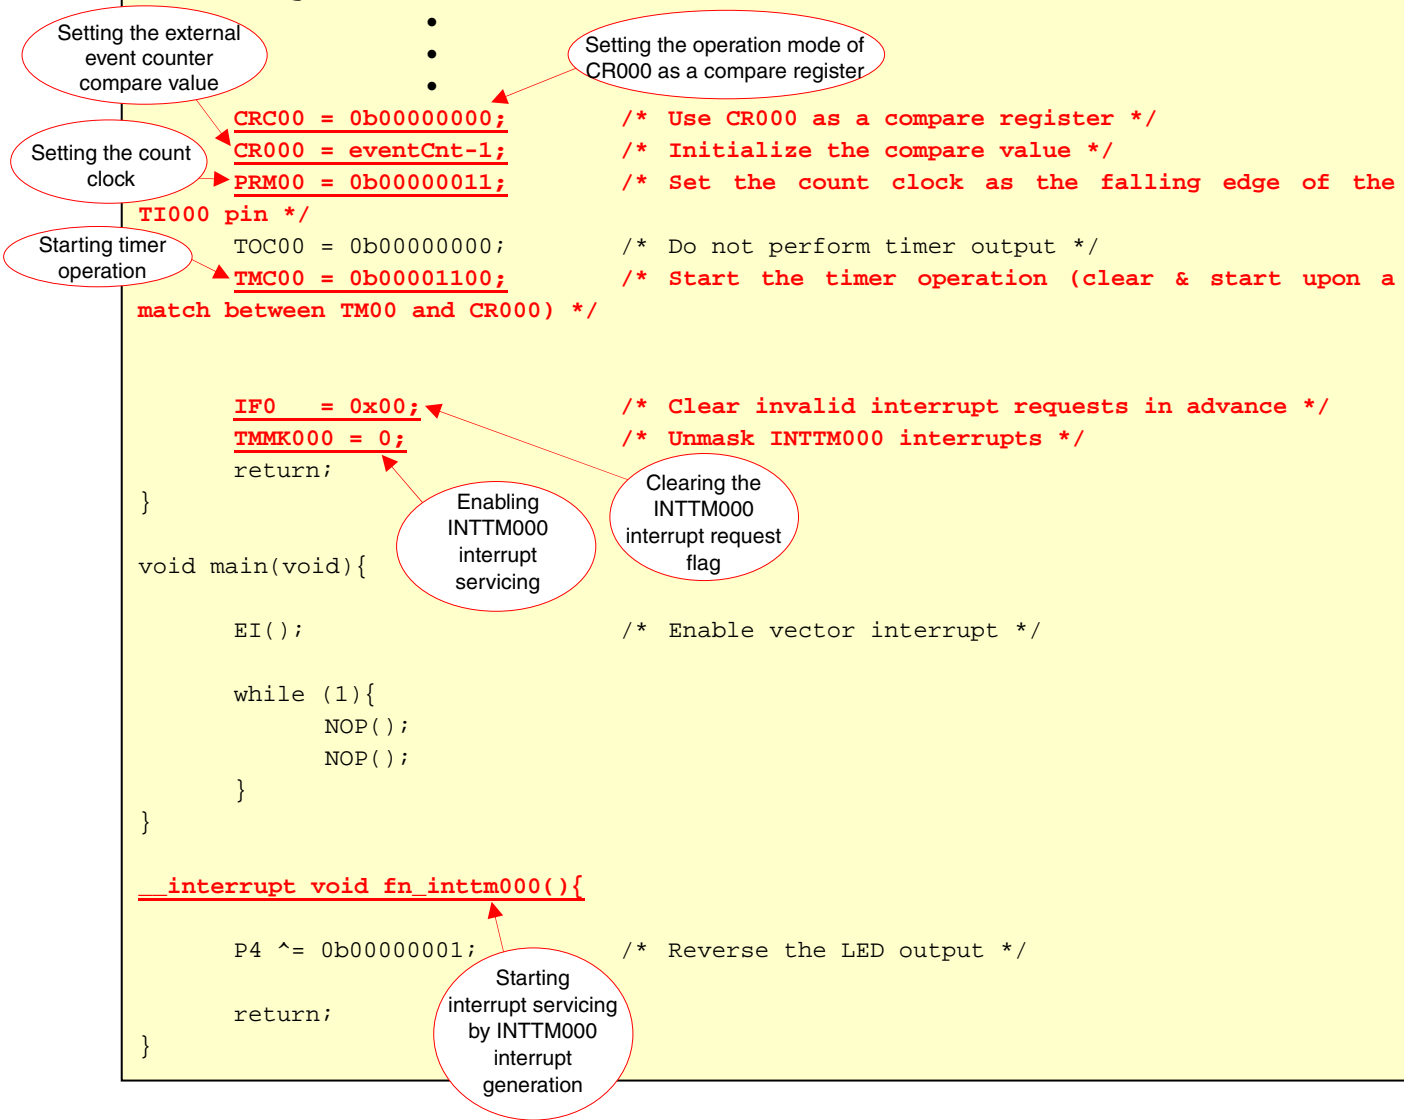 Setting the external
event counter
compare value
Setting the operation mode of
CR000 as a compare register
CRC00 = 0b00000000; /* Use CR000 as a compare register */
CR000 = eventCnt-1; /* Initialize the compare value */
Setting the count
clock
PRM00 = 0b00000011; /* Set the count clock as the falling edge of the
TI000 pin */
Starting timer
operation
TOC00 = 0b00000000; /* Do not perform timer output */
TMC00 = 0b00001100; /* Start the timer operation (clear & start upon a
match between TM00 and CR000) */
IF0 = 0x00; /* Clear invalid interrupt requests in advance */
TMMK000 = 0; /* Unmask INTTM000 interrupts */
return;
}
Enabling
INTTM000
interrupt
servicing
Clearing the
INTTM000
interrupt request
flag
void main(void){
EI(); /* Enable vector interrupt */
while (1){
NOP();
NOP();
}
}
__interrupt void fn_inttm000(){
P4 ^= 0b00000001; /* Reverse the LED output */
Starting
interrupt servicing
by INTTM000
interrupt
generation
return;
}